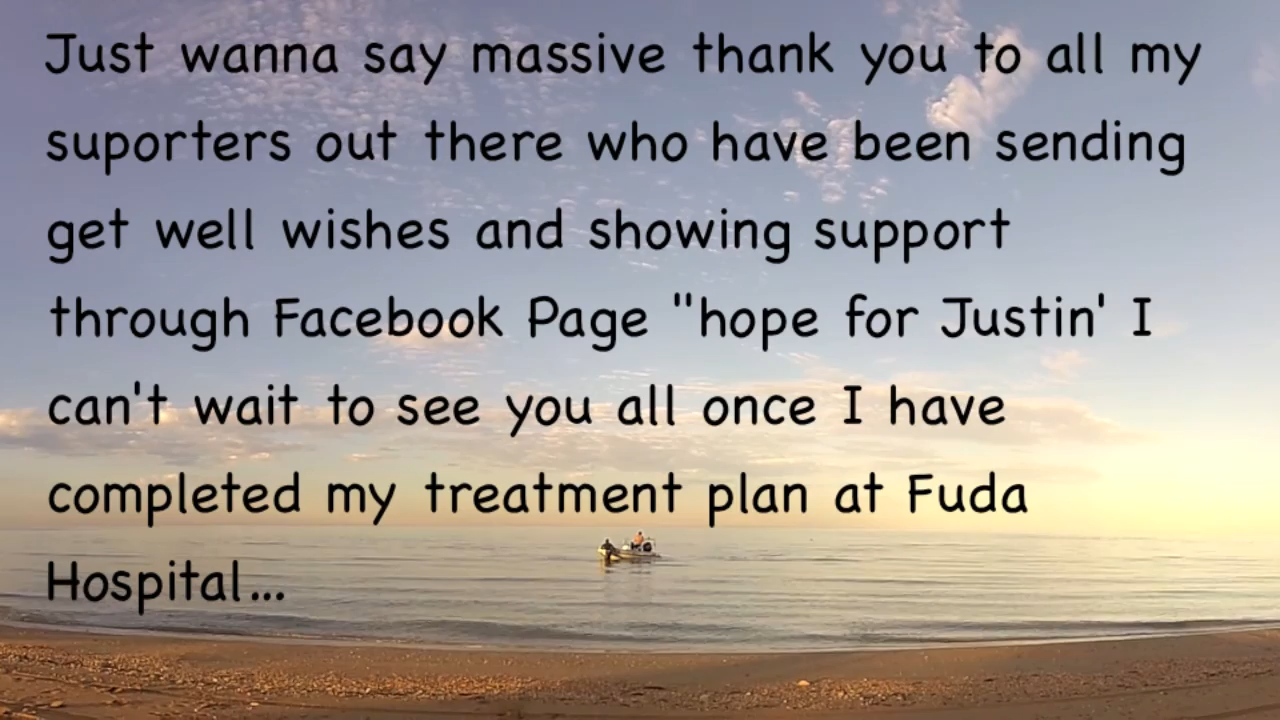 Just wanna say massive thank you to all my
suporters out there who have been sending
get well wishes and showing support
through Facebook Page "hope for Justin' I
can't wait to see you all once I have
completed my treatment plan at Fuda
Hospital...